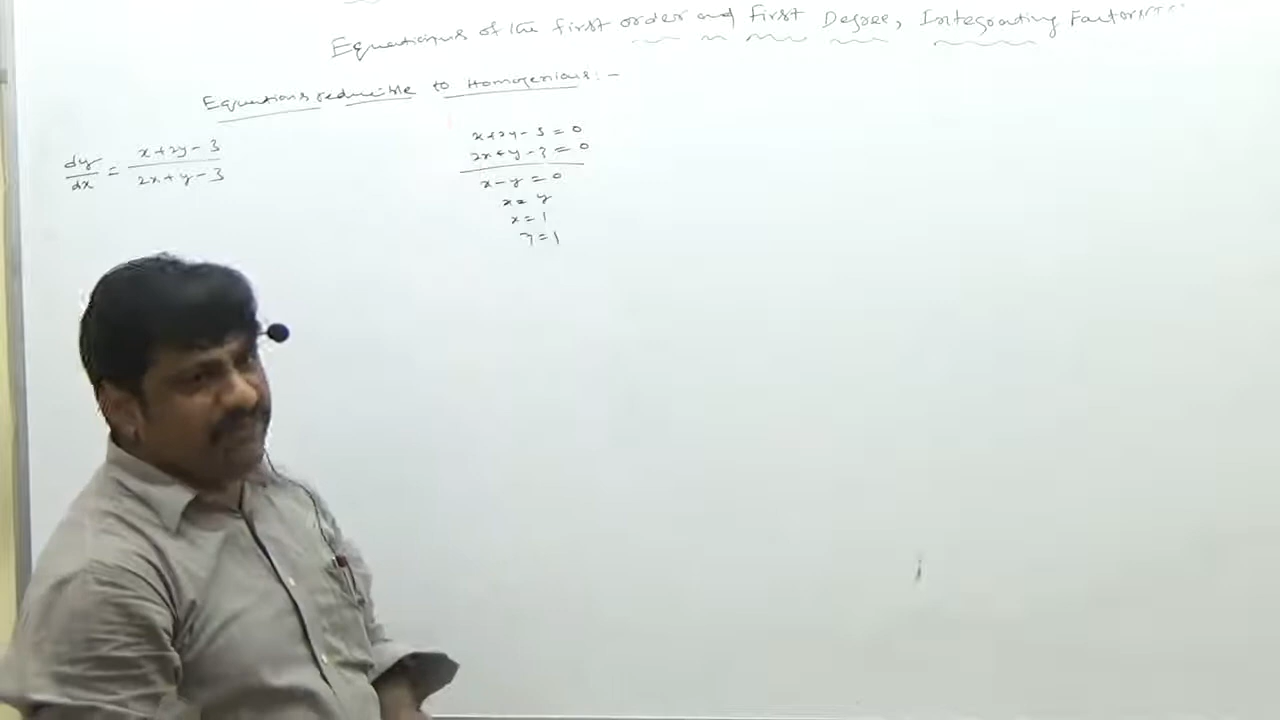 Equations of the first order and First Degree, Integrating Factors
Equations reducible to Homogenious: -
dy/dx = x+2y-3 / 2x+y-3
x+2y-3 = 0
2x+y-3 = 0
x-y = 0
x = y
x = 1
y = 1